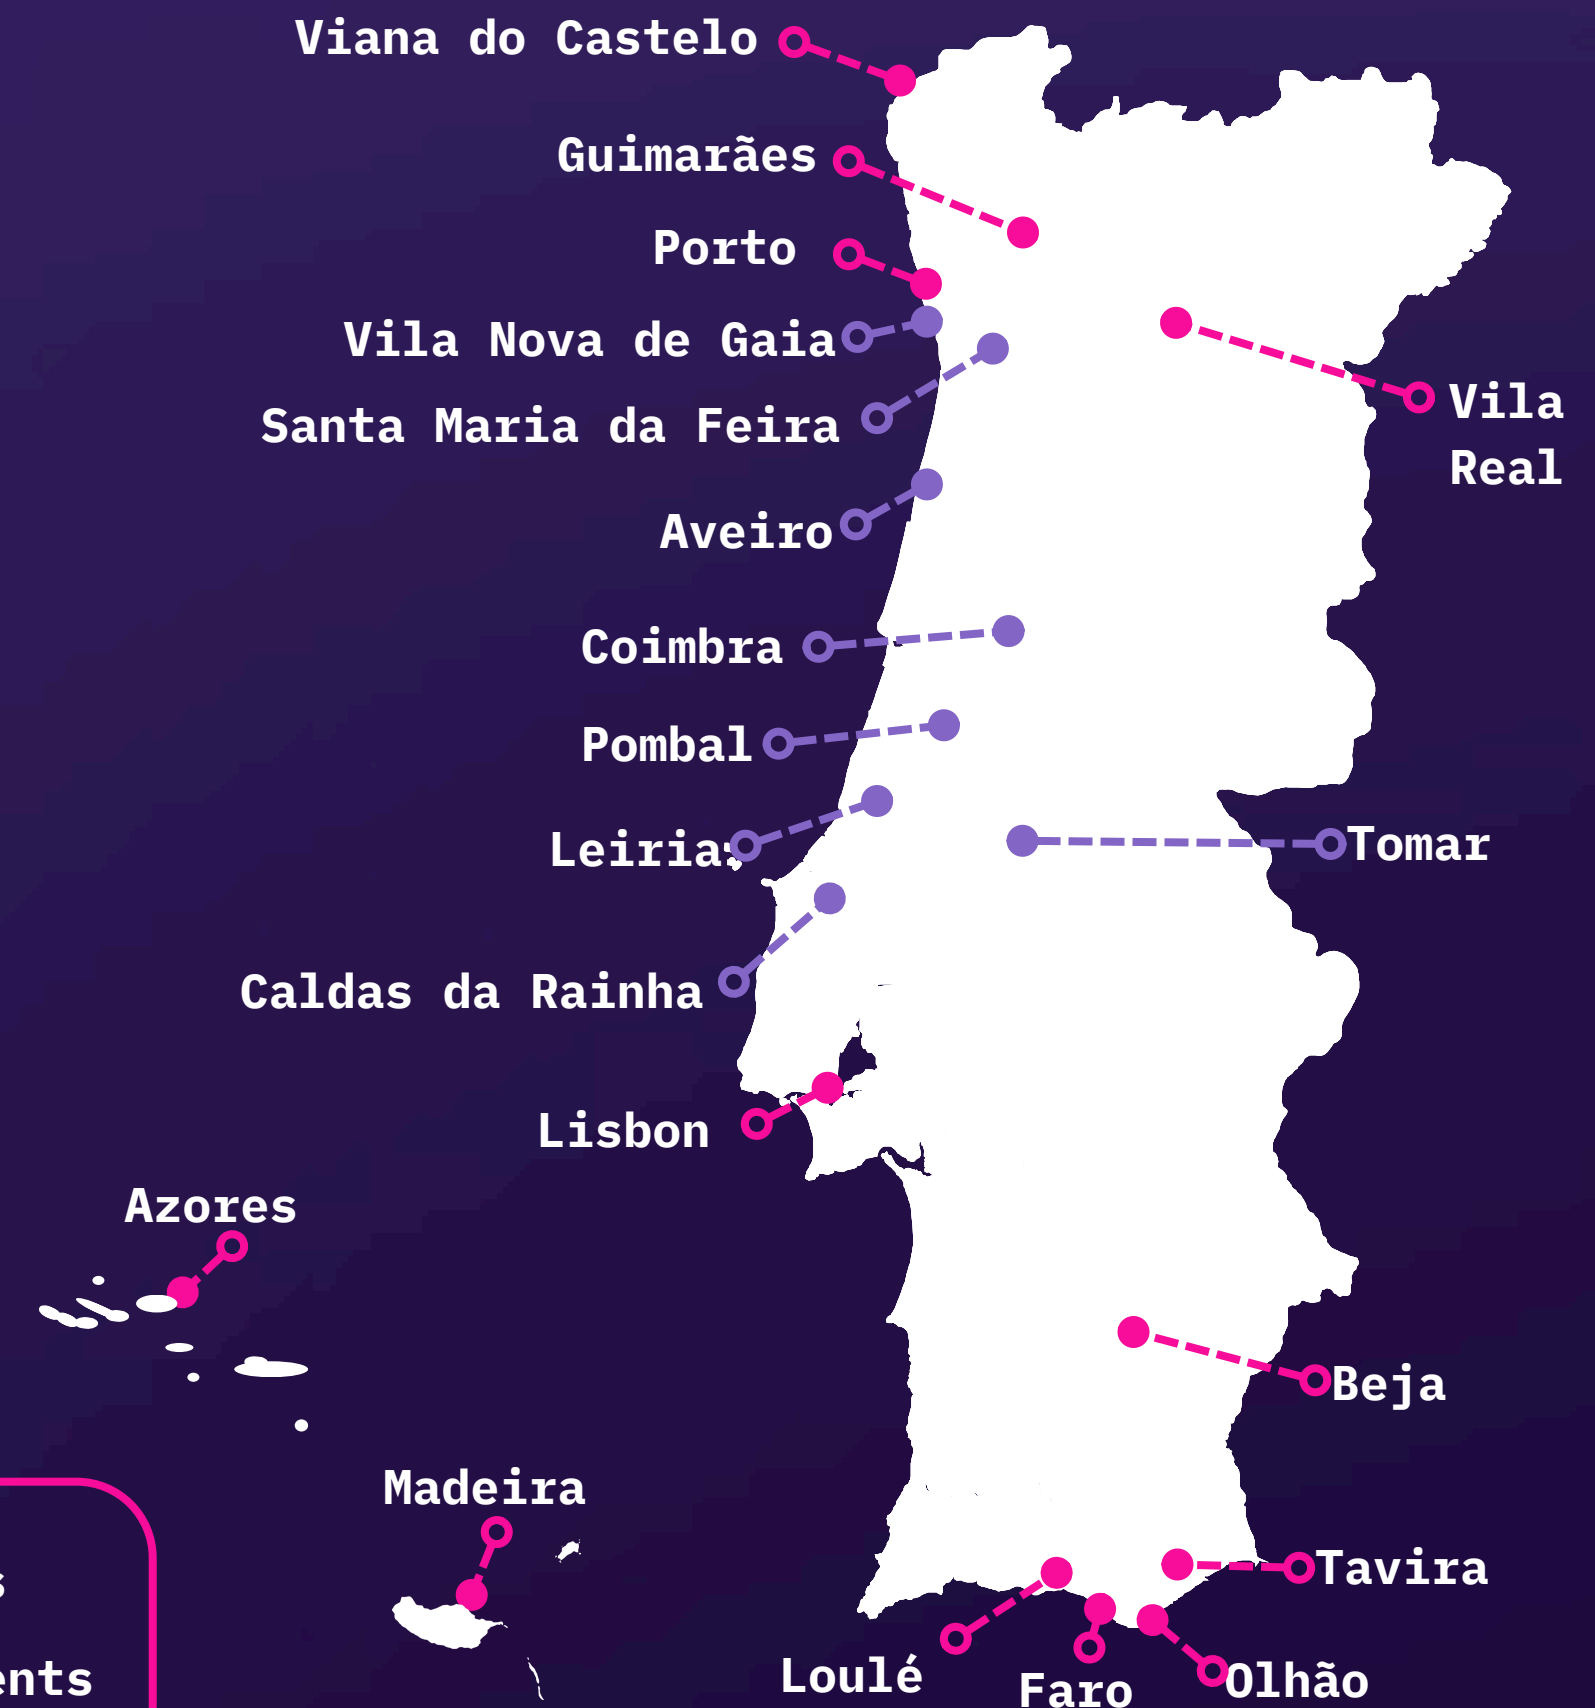 Viana do Castelo
Guimarães
Porto
Vila Nova de Gaia
Santa Maria da Feira
Vila
Real
Aveiro
Coimbra
Pombal
Leiria
Tomar
Caldas da Rainha
Lisbon
Azores
Beja
Madeira
Tavira
Loulé
Faro
Olhão